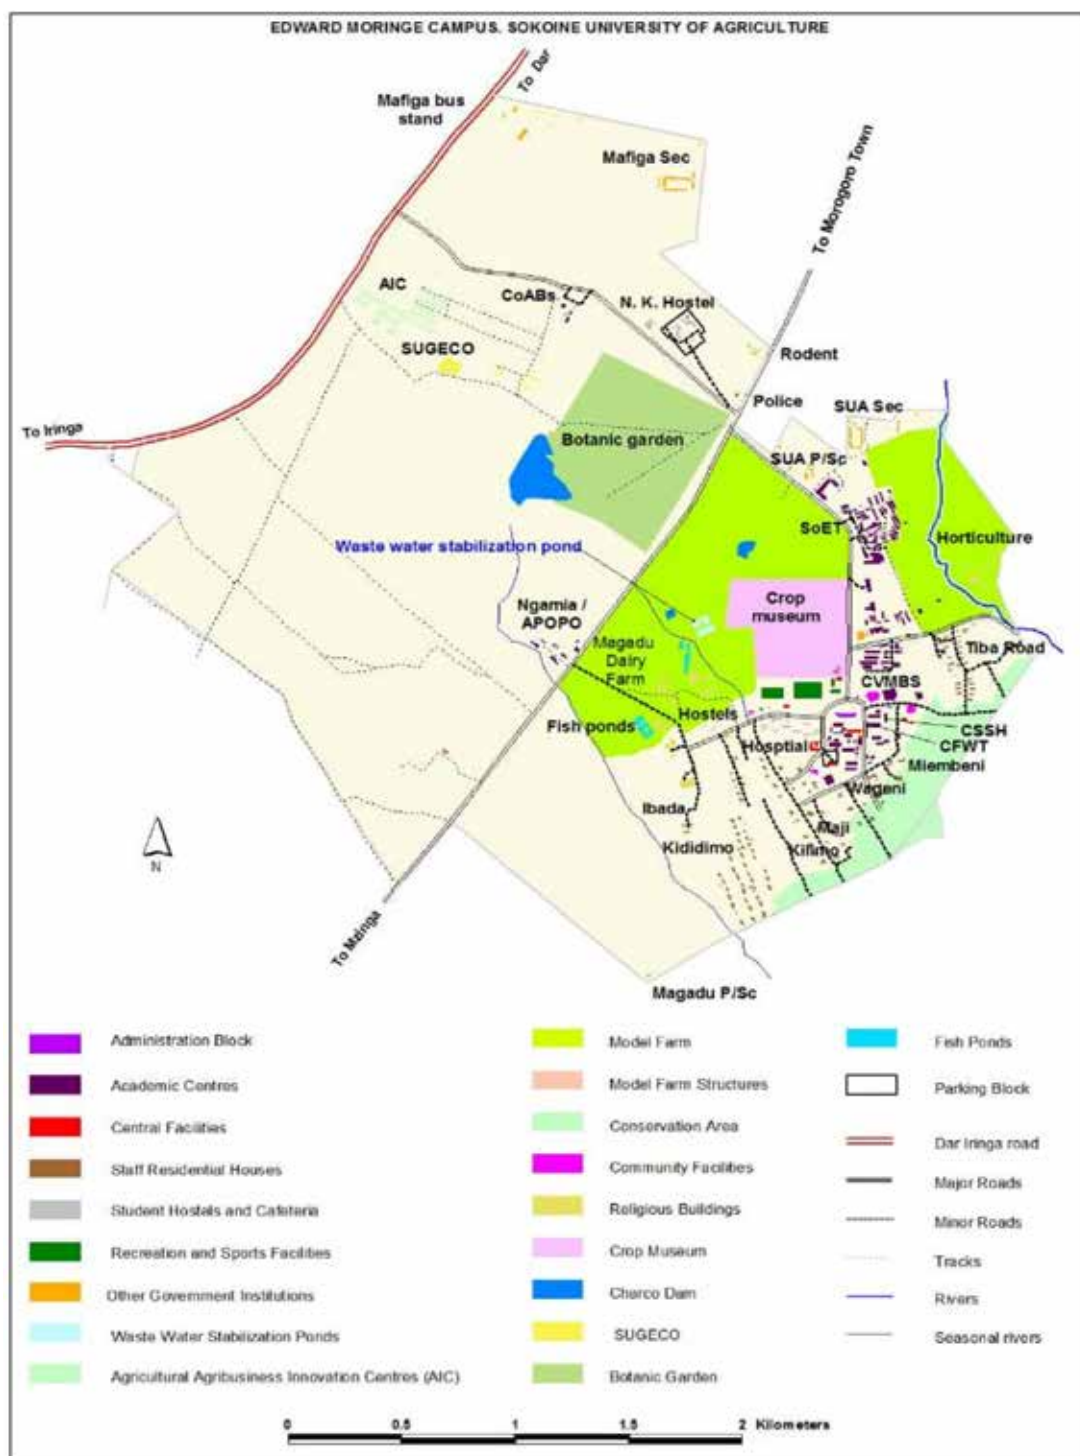 EDWARD MORINGE CAMPUS. SOKOINE UNIVERSITY OF AGRICULTURE
To Dar
Mafiga bus
stand
Mafiga Sec
To Morogoro Town
AIC
CoABs
N. K. Hostel
SUGECO
Rodent
Police
SUA Sec
To Iringa
Botanic garden
SUA P/Sc
SoET
Horticulture
Waste water stabilization pond
Ngamia /
APOPO
Crop
museum
Magadu
Dairy
Farm
Tiba Road
CVMBS
Fish ponds
Hostels
CSSH
CFWT
Hosptial
Miembeni
Wageni
Ibada
Maji
Kididimo
Kifimo
N
To Mzinga
Magadu P/Sc
Administration Block
Academic Centres
Central Facilities
Staff Residential Houses
Student Hostels and Cafeteria
Recreation and Sports Facilities
Other Government Institutions
Waste Water Stabilization Ponds
Agricultural Agribusiness Innovation Centres (AIC)
Model Farm
Model Farm Structures
Conservation Area
Community Facilities
Religious Buildings
Crop Museum
Charco Dam
SUGECO
Botanic Garden
Fish Ponds
Parking Block
Dar Iringa road
Major Roads
Minor Roads
Tracks
Rivers
Seasonal rivers
0 0.5 1 1.5 2 Kilometers